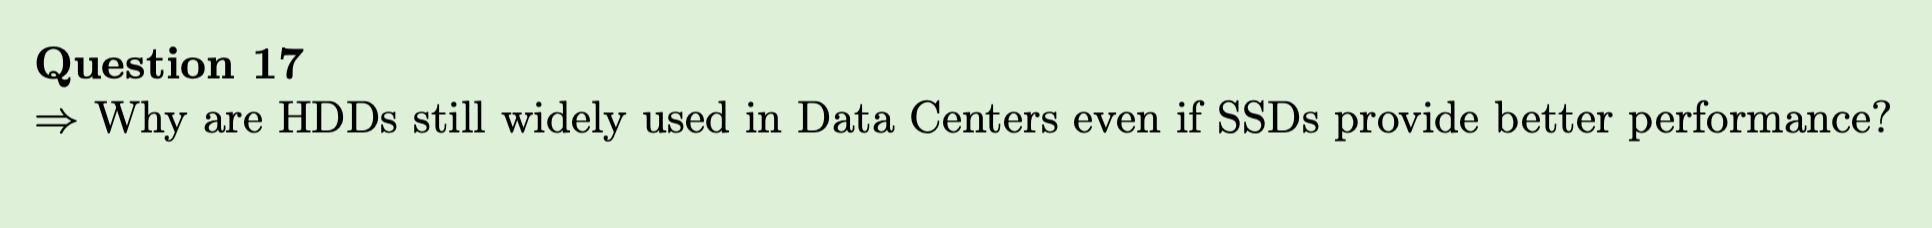 Question 17
⇒ Why are HDDs still widely used in Data Centers even if SSDs provide better performance?